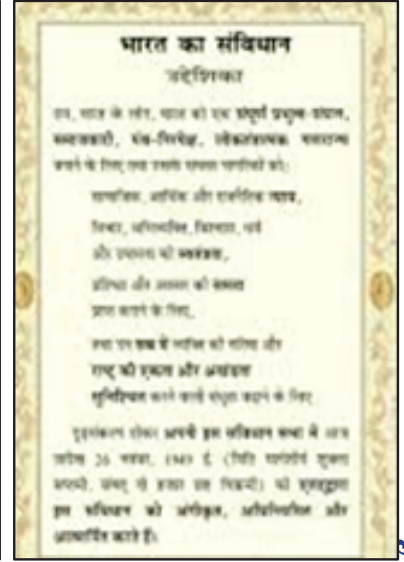 भारत का संविधान
उद्देशिका
हम, भारत के लोग, भारत को एक संपूर्ण प्रभुत्व-संपन्न,
समाजवादी, पंथ-निरपेक्ष, लोकतंत्रात्मक गणराज्य
बनाने के लिए तथा उसके समस्त नागरिकों को:
सामाजिक, आर्थिक और राजनैतिक न्याय,
विचार, अभिव्यक्ति, विश्वास, धर्म
और उपासना की स्वतंत्रता,
प्रतिष्ठा और अवसर की समता
प्राप्त कराने के लिए,
तथा उन सब में व्यक्ति की गरिमा और
राष्ट्र की एकता और अखंडता
सुनिश्चित करने वाली बंधुता बढ़ाने के लिए
दृढ़संकल्प होकर अपनी इस संविधान सभा में आज
तारीख 26 नवंबर, 1949 ई. (मिति मार्गशीर्ष शुक्ला
सप्तमी, संवत् दो हजार छह विक्रमी) को एतद्द्वारा
इस संविधान को अंगीकृत, अधिनियमित और
आत्मार्पित करते हैं।